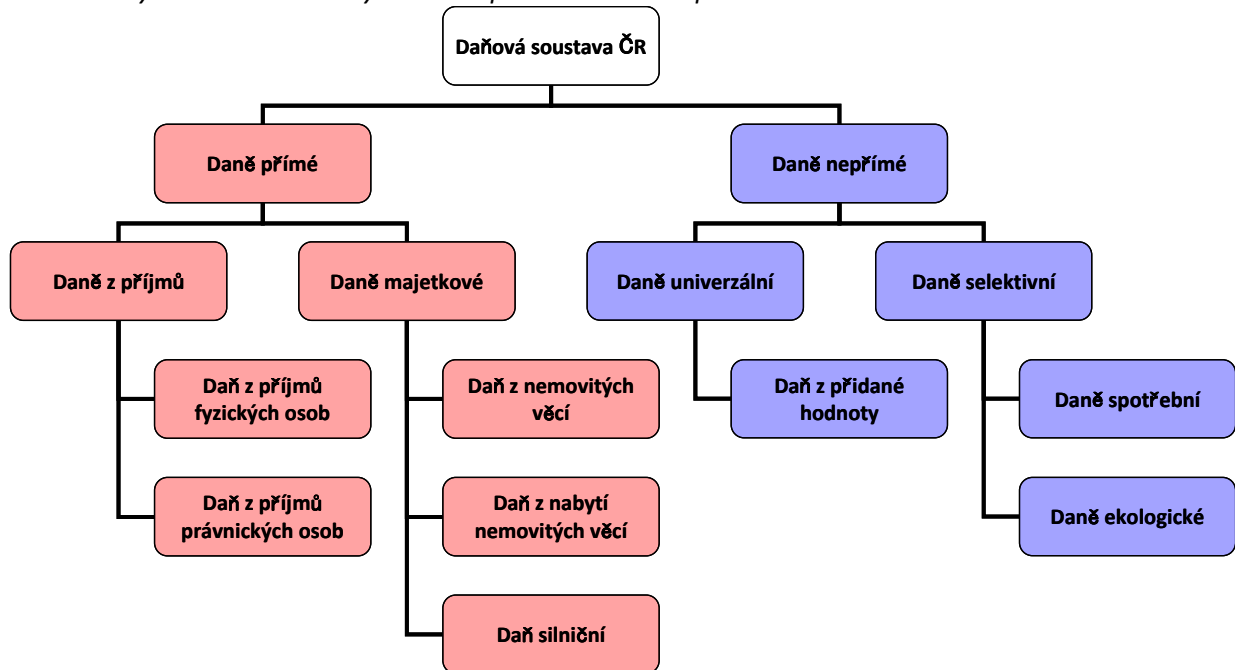 Daňová soustava ČR
Daně přímé
Daně nepřímé
Daně z příjmů
Daně majetkové
Daně univerzální
Daně selektivní
Daň z příjmů
fyzických osob
Daň z nemovitých
věcí
Daň z přidané
hodnoty
Daně spotřební
Daň z příjmů
právnických osob
Daň z nabytí
nemovitých věcí
Daně ekologické
Daň silniční